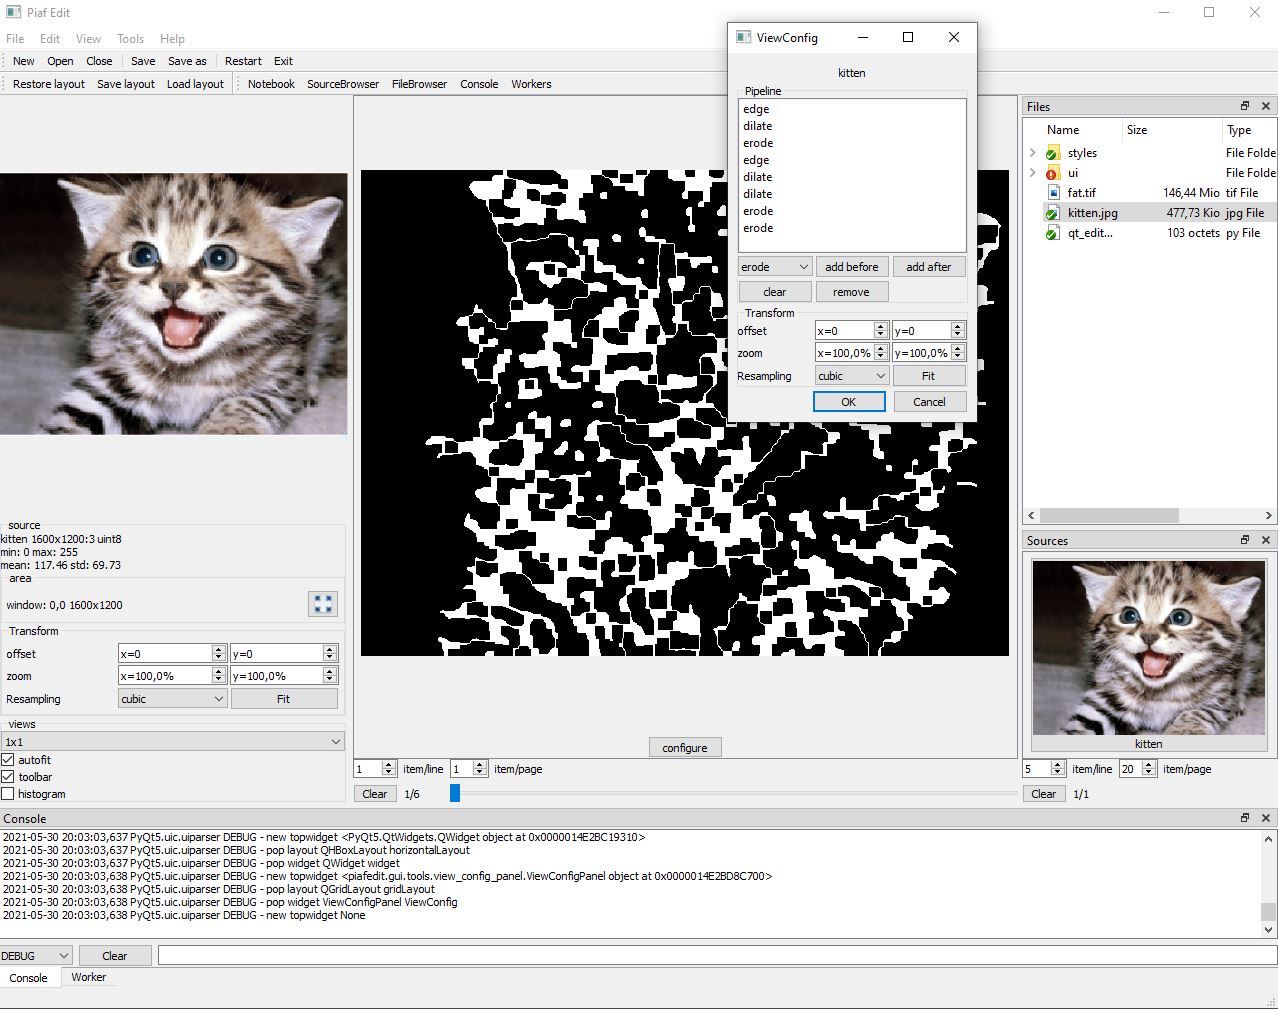 Piaf Edit
File Edit View Tools Help
New Open Close Save Save as Restart Exit
Restore layout Save layout Load layout Notebook SourceBrowser FileBrowser Console Workers
source
kitten 1600x1200:3 uint8
min: 0 max: 255
mean: 117.46 std: 69.73
area
window: 0,0 1600x1200
Transform
offset x=0 y=0
zoom x=100,0% y=100,0%
Resampling cubic Fit
views
1x1
autofit
toolbar
histogram
configure
1 item/line 1 item/page
Clear 1/6
ViewConfig
kitten
Pipeline
edge
dilate
erode
edge
dilate
dilate
erode
erode
erode add before add after
clear remove
Transform
offset x=0 y=0
zoom x=100,0% y=100,0%
Resampling cubic Fit
OK Cancel
Files
Name Size Type
styles File Folde
ui File Folde
fat.tif 146,44 Mio tif File
kitten.jpg 477,73 Kio jpg File
qt_edit... 103 octets py File
Sources
kitten
5 item/line 20 item/page
Clear 1/1
Console
2021-05-30 20:03:03,637 PyQt5.uic.uiparser DEBUG - new topwidget <PyQt5.QtWidgets.QWidget object at 0x0000014E2BC19310>
2021-05-30 20:03:03,638 PyQt5.uic.uiparser DEBUG - pop layout QHBoxLayout horizontalLayout
2021-05-30 20:03:03,638 PyQt5.uic.uiparser DEBUG - pop widget QWidget widget
2021-05-30 20:03:03,638 PyQt5.uic.uiparser DEBUG - new topwidget <piafedit.gui.tools.view_config_panel.ViewConfigPanel object at 0x0000014E2BD8C700>
2021-05-30 20:03:03,638 PyQt5.uic.uiparser DEBUG - pop layout QGridLayout gridLayout
2021-05-30 20:03:03,638 PyQt5.uic.uiparser DEBUG - pop widget ViewConfigPanel ViewConfig
2021-05-30 20:03:03,638 PyQt5.uic.uiparser DEBUG - new topwidget None
DEBUG Clear
Console Worker